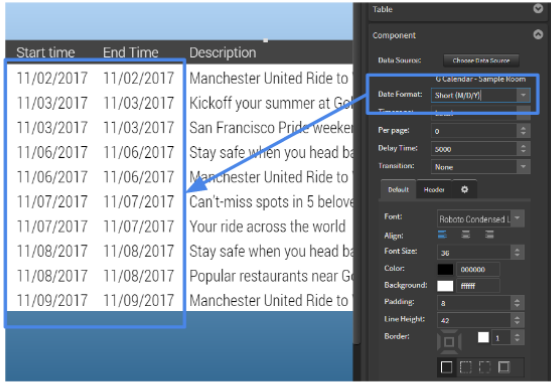 Table
Component
Data Source: Choose Data Source
G Calendar - Sample Room
Date Format: Short (M/D/Y)
Per page: 0
Delay Time: 5000
Transition: None
Default Header
Font: Roboto Condensed L
Align:
Font Size: 36
Color: 000000
Background: ffffff
Padding: 8
Line Height: 42
Border: 1
Start time End Time Description
11/02/2017 11/02/2017 Manchester United Ride to
11/03/2017 11/03/2017 Kickoff your summer at Go
11/03/2017 11/03/2017 San Francisco Pride weeke
11/06/2017 11/06/2017 Stay safe when you head ba
11/06/2017 11/06/2017 Manchester United Ride to
11/07/2017 11/07/2017 Can't-miss spots in 5 belove
11/07/2017 11/07/2017 Your ride across the world
11/08/2017 11/08/2017 Stay safe when you head ba
11/08/2017 11/08/2017 Popular restaurants near Go
11/09/2017 11/09/2017 Manchester United Ride to